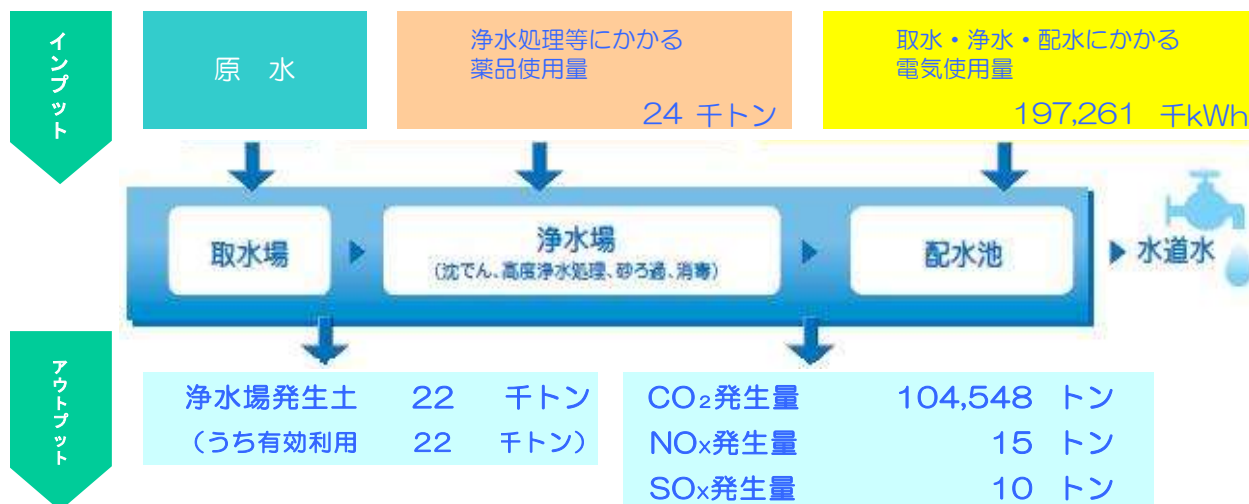 インプット
原 水
浄水処理等にかかる
薬品使用量
24 千トン
取水・浄水・配水にかかる
電気使用量
197,261 千kWh
取水場
浄水場
(沈でん、高度浄水処理、砂ろ過、消毒)
配水池
水道水
アウトプット
浄水場発生土 22 千トン
(うち有効利用 22 千トン)
CO₂発生量 104,548 トン
NOx発生量 15 トン
SOx発生量 10 トン